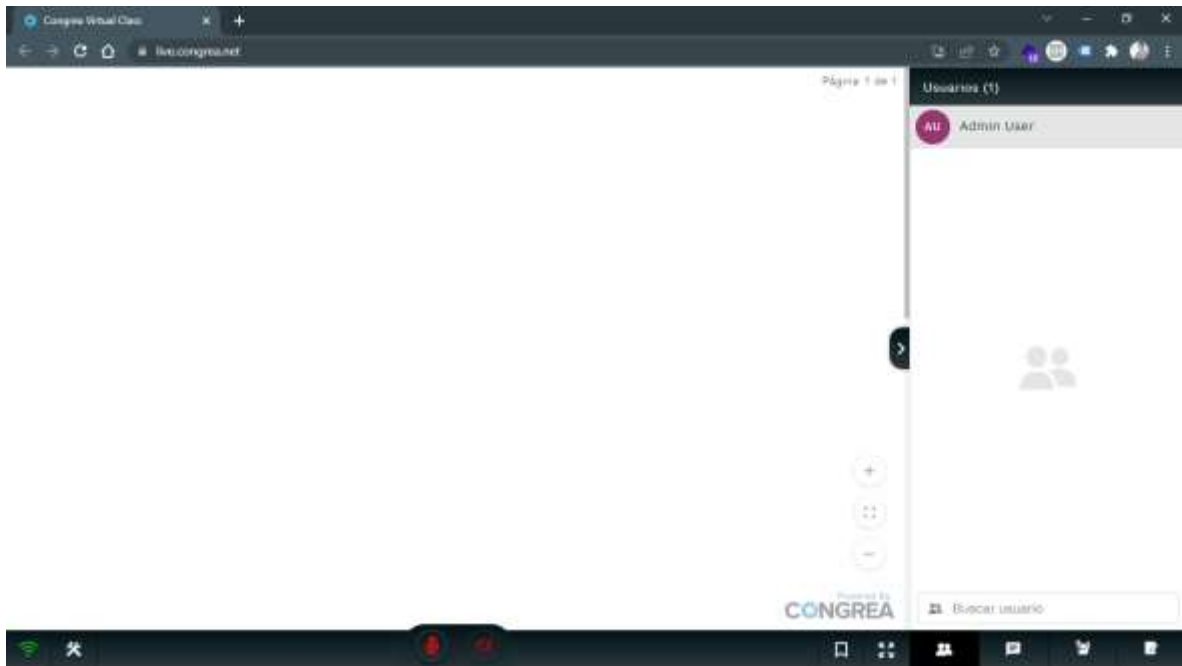 Congrea Virtual Class
live.congrea.net
Página 1 de 1
Usuarios (1)
AU Admin User
Powered By
CONGREA
Buscar usuario